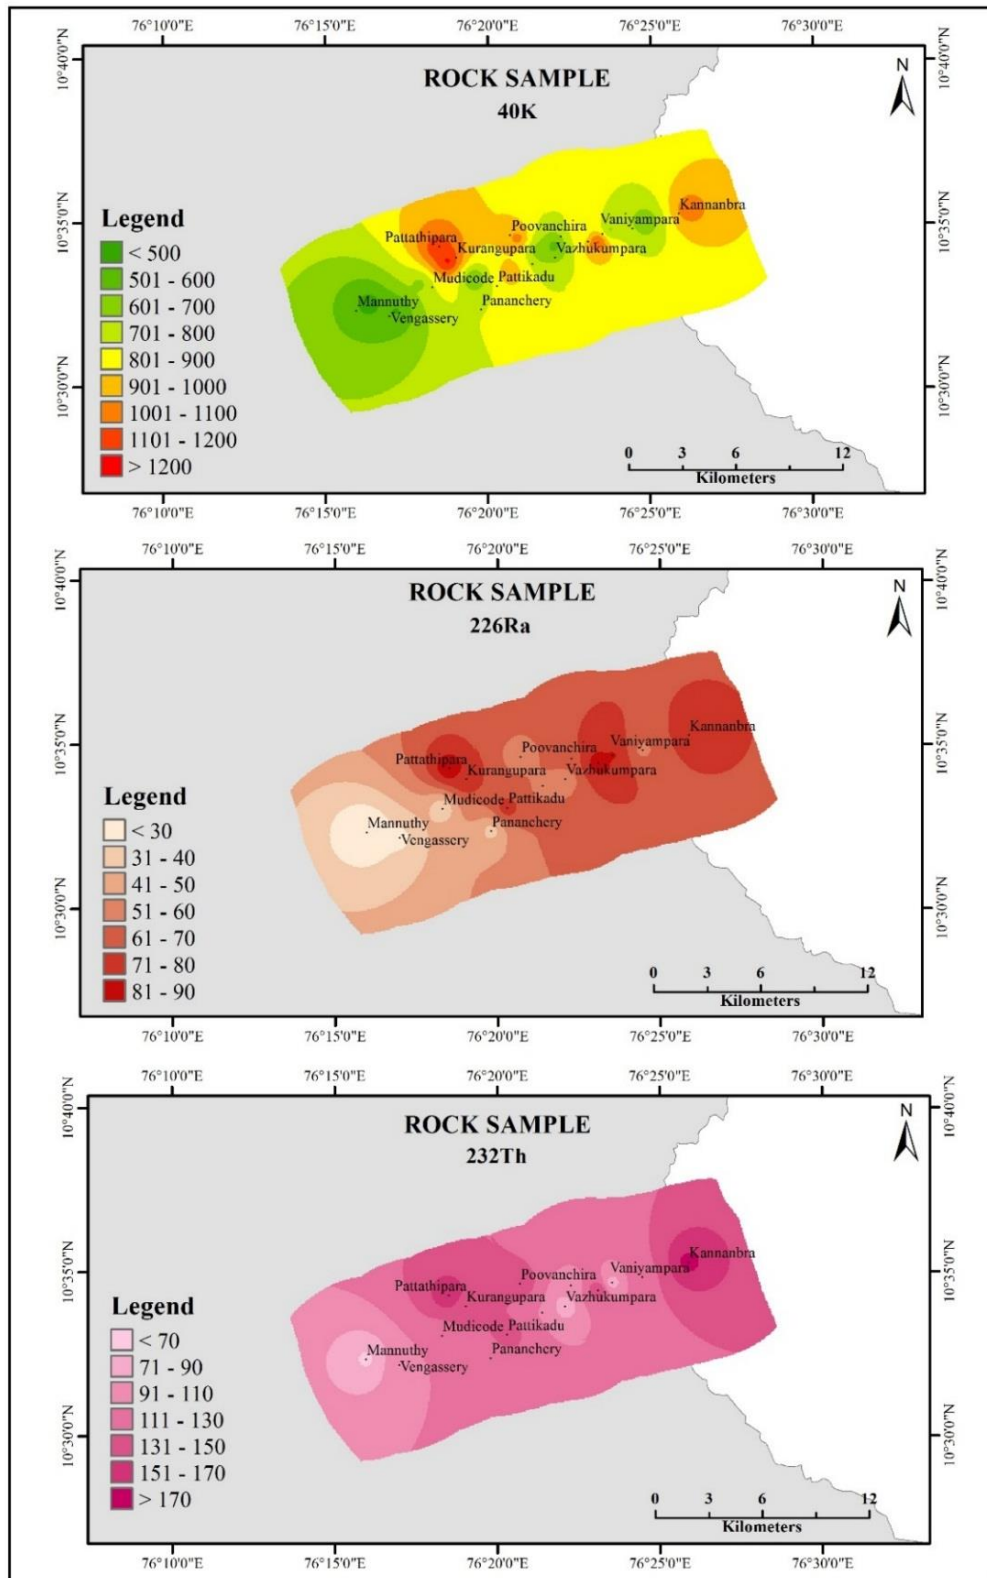 76°10'0"E 76°15'0"E 76°20'0"E 76°25'0"E 76°30'0"E
10°40'0"N 10°40'0"N
ROCK SAMPLE
40K
N
10°35'0"N 10°35'0"N
Kannanbra
Poovanchira Vaniyampara
Pattathipara Kurangupara Vazhukumpara
Mudicode Pattikadu
Mannuthy Pananchery
Vengassery
Legend
< 500
501 - 600
601 - 700
701 - 800
801 - 900
901 - 1000
1001 - 1100
1101 - 1200
> 1200
10°30'0"N 10°30'0"N
0 3 6 12
Kilometers
76°10'0"E 76°15'0"E 76°20'0"E 76°25'0"E 76°30'0"E
76°10'0"E 76°15'0"E 76°20'0"E 76°25'0"E 76°30'0"E
10°40'0"N 10°40'0"N
ROCK SAMPLE
226Ra
N
10°35'0"N 10°35'0"N
Kannanbra
Poovanchira Vaniyampara
Pattathipara Kurangupara Vazhukumpara
Mudicode Pattikadu
Mannuthy Pananchery
Vengassery
Legend
< 30
31 - 40
41 - 50
51 - 60
61 - 70
71 - 80
81 - 90
10°30'0"N 10°30'0"N
0 3 6 12
Kilometers
76°10'0"E 76°15'0"E 76°20'0"E 76°25'0"E 76°30'0"E
76°10'0"E 76°15'0"E 76°20'0"E 76°25'0"E 76°30'0"E
10°40'0"N 10°40'0"N
ROCK SAMPLE
232Th
N
10°35'0"N 10°35'0"N
Kannanbra
Poovanchira Vaniyampara
Pattathipara Kurangupara Vazhukumpara
Mudicode Pattikadu
Mannuthy Pananchery
Vengassery
Legend
< 70
71 - 90
91 - 110
111 - 130
131 - 150
151 - 170
> 170
10°30'0"N 10°30'0"N
0 3 6 12
Kilometers
76°10'0"E 76°15'0"E 76°20'0"E 76°25'0"E 76°30'0"E